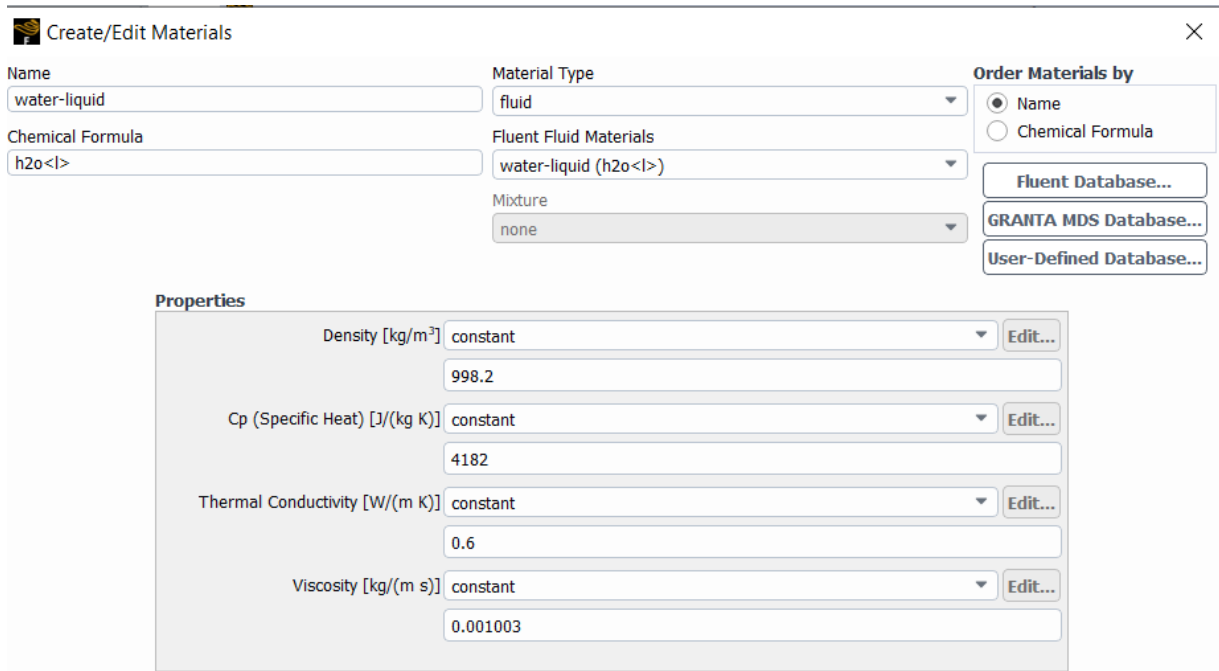 Create/Edit Materials
Name
water-liquid
Chemical Formula
h2o<l>
Material Type
fluid
Fluent Fluid Materials
water-liquid (h2o<l>)
Mixture
none
Order Materials by
Name
Chemical Formula
Fluent Database...
GRANTA MDS Database...
User-Defined Database...
Properties
Density [kg/m³] constant Edit...
998.2
Cp (Specific Heat) [J/(kg K)] constant Edit...
4182
Thermal Conductivity [W/(m K)] constant Edit...
0.6
Viscosity [kg/(m s)] constant Edit...
0.001003